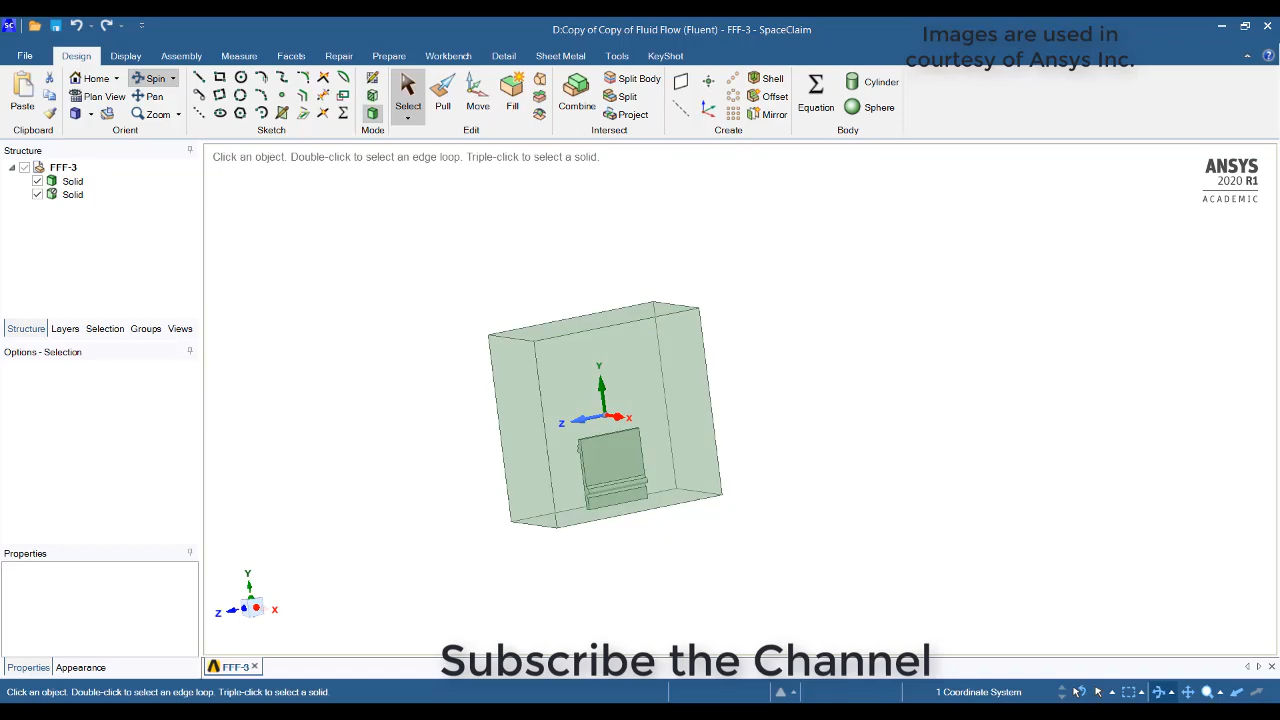 D:Copy of Copy of Fluid Flow (Fluent) - FFF-3 - SpaceClaim
Images are used in
courtesy of Ansys Inc.
SC
File
Design
Display
Assembly
Measure
Facets
Repair
Prepare
Workbench
Detail
Sheet Metal
Tools
KeyShot
Paste
Clipboard
Home
Plan View
Spin
Pan
Zoom
Orient
Sketch
Mode
Select
Pull
Move
Fill
Edit
Combine
Split Body
Split
Project
Intersect
Shell
Offset
Mirror
Create
Equation
Cylinder
Sphere
Body
Structure
FFF-3
Solid
Solid
Structure
Layers
Selection
Groups
Views
Options - Selection
Properties
Properties
Appearance
Click an object. Double-click to select an edge loop. Triple-click to select a solid.
ANSYS
2020 R1
ACADEMIC
Y
Z
X
Y
Z
X
FFF-3
Subscribe the Channel
Click an object. Double-click to select an edge loop. Triple-click to select a solid.
1 Coordinate System